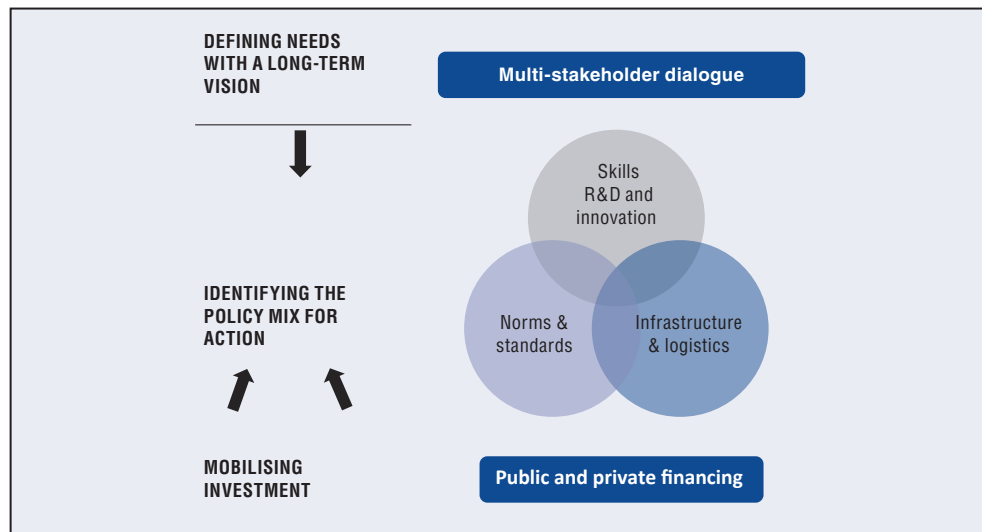 DEFINING NEEDS
WITH A LONG-TERM
VISION
Multi-stakeholder dialogue
Skills
R&D and
innovation
IDENTIFYING THE
POLICY MIX FOR
ACTION
Norms &
standards
Infrastructure
& logistics
MOBILISING
INVESTMENT
Public and private financing